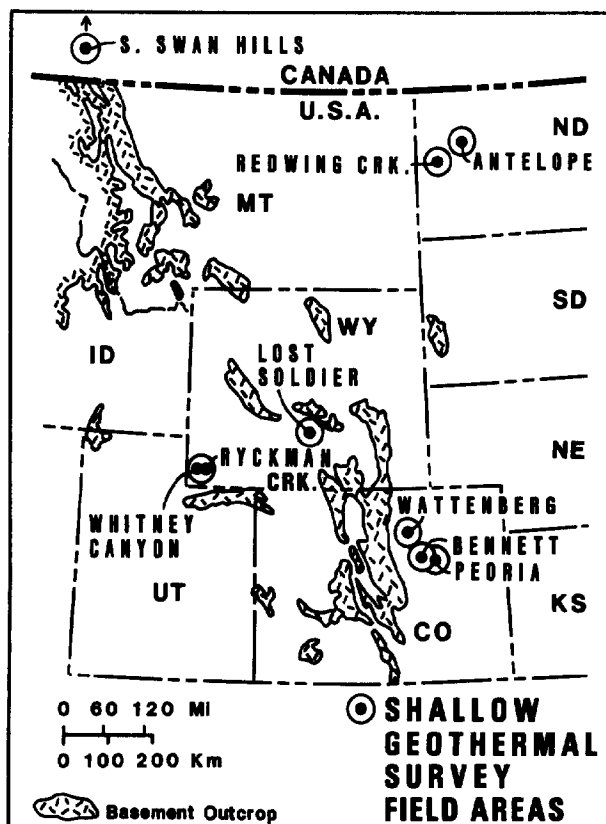 S. SWAN HILLS
CANADA
U.S.A.
ND
REDWING CRK.
ANTELOPE
MT
SD
WY
ID
LOST
SOLDIER
NE
RYCKMAN
CRK.
WHITNEY
CANYON
WATTENBERG
BENNETT
PEORIA
UT
KS
CO
0 60 120 MI
0 100 200 Km
SHALLOW
GEOTHERMAL
SURVEY
FIELD AREAS
Basement Outcrop